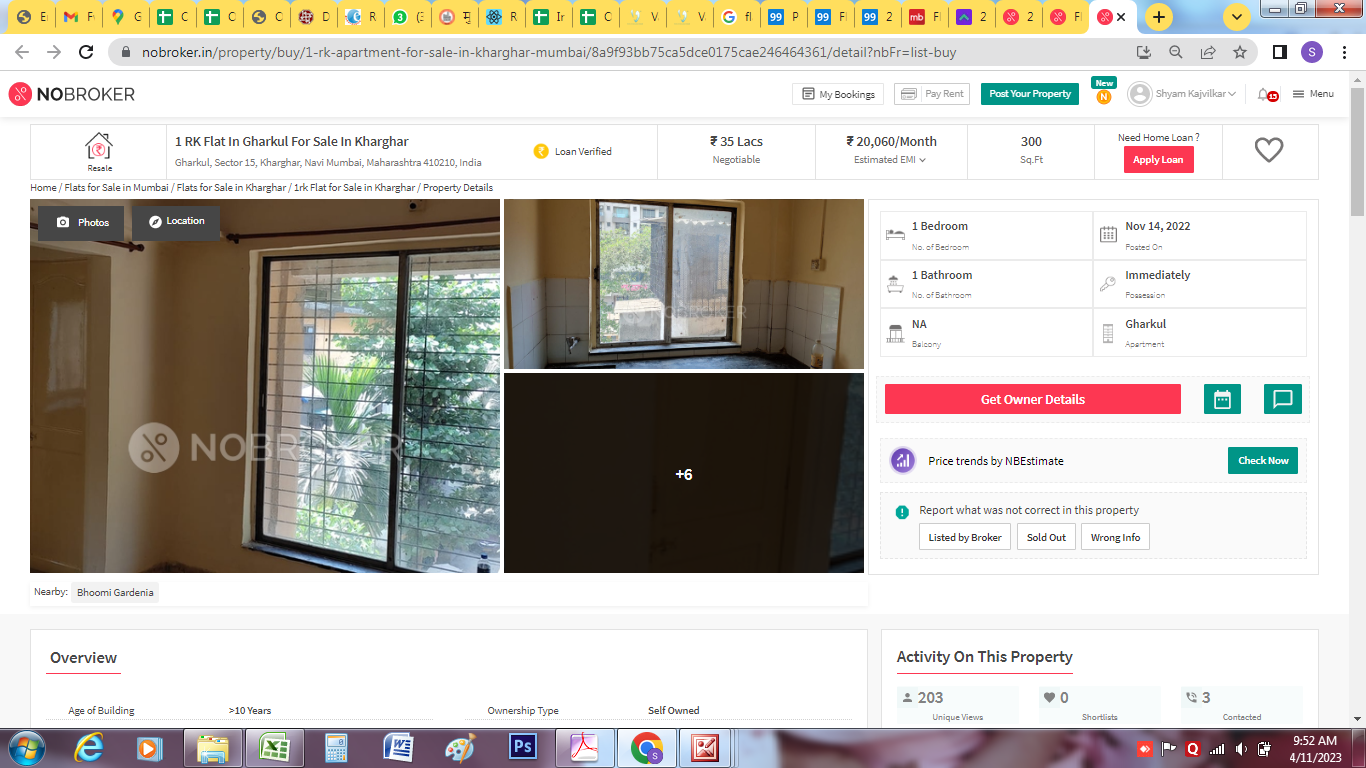 nobroker.in/property/buy/1-rk-apartment-for-sale-in-kharghar-mumbai/8a9f93bb75ca5dce0175cae246464361/detail?nbFr=list-buy
S
NOBROKER
My Bookings
Pay Rent
Post Your Property
New
N
Shyam Kajvilkar
15
Menu
Resale
1 RK Flat In Gharkul For Sale In Kharghar
Gharkul, Sector 15, Kharghar, Navi Mumbai, Maharashtra 410210, India
Loan Verified
₹ 35 Lacs
Negotiable
₹ 20,060/Month
Estimated EMI
300
Sq.Ft
Need Home Loan ?
Apply Loan
Home / Flats for Sale in Mumbai / Flats for Sale in Kharghar / 1rk Flat for Sale in Kharghar / Property Details
Photos
Location
NOBROKER
NOBROKER
+6
1 Bedroom
No. of Bedroom
Nov 14, 2022
Posted On
1 Bathroom
No. of Bathroom
Immediately
Possession
NA
Balcony
Gharkul
Apartment
Get Owner Details
Price trends by NBEstimate
Check Now
Report what was not correct in this property
Listed by Broker
Sold Out
Wrong Info
Nearby:
Bhoomi Gardenia
Overview
Age of Building
>10 Years
Ownership Type
Self Owned
Activity On This Property
203
Unique Views
0
Shortlists
3
Contacted
Ps
9:52 AM
4/11/2023